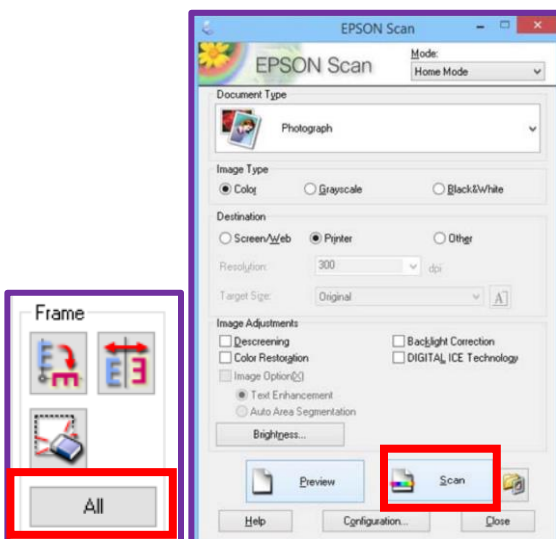 Frame
All
EPSON Scan
EPSON Scan
Mode:
Home Mode
Document Type
Photograph
Image Type
Color Grayscale Black&White
Destination
Screen/Web Printer Other
Resolution: 300 dpi
Target Size: Original
Image Adjustments
Descreening Backlight Correction
Color Restoration DIGITAL ICE Technology
Image Option(X)
Text Enhancement
Auto Area Segmentation
Brightness...
Preview Scan
Help Configuration... Close